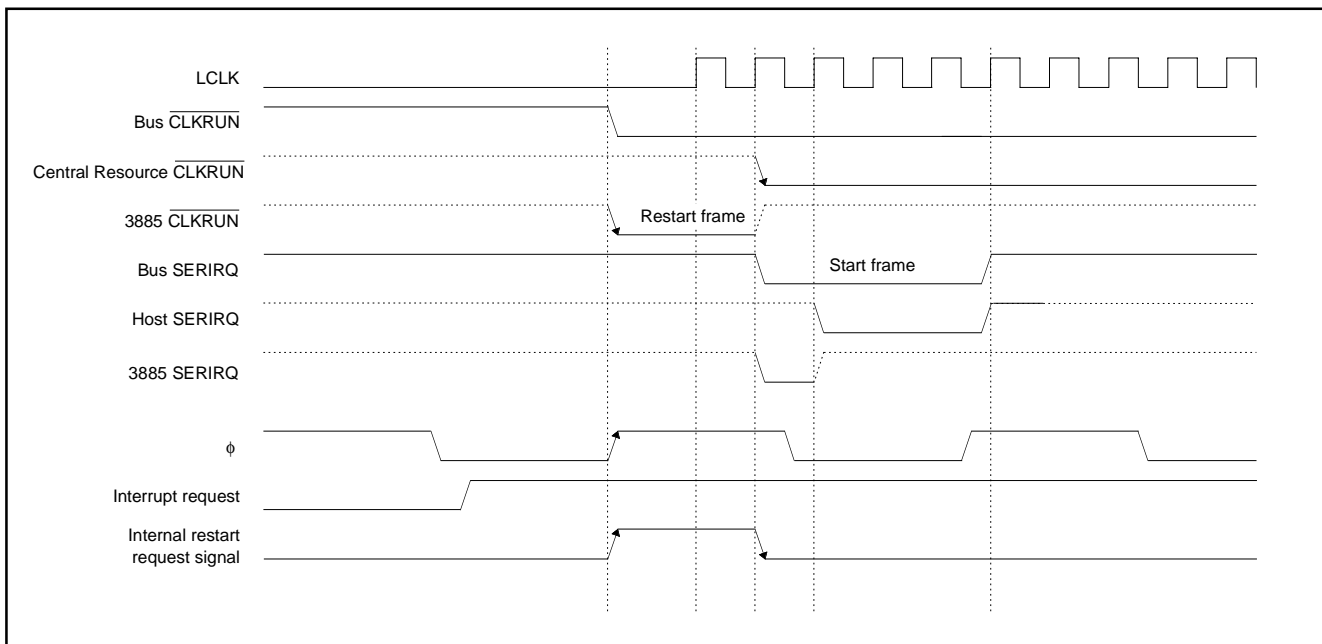 LCLK
Bus CLKRUN
Central Resource CLKRUN
3885 CLKRUN
Restart frame
Bus SERIRQ
Start frame
Host SERIRQ
3885 SERIRQ
ϕ
Interrupt request
Internal restart
request signal